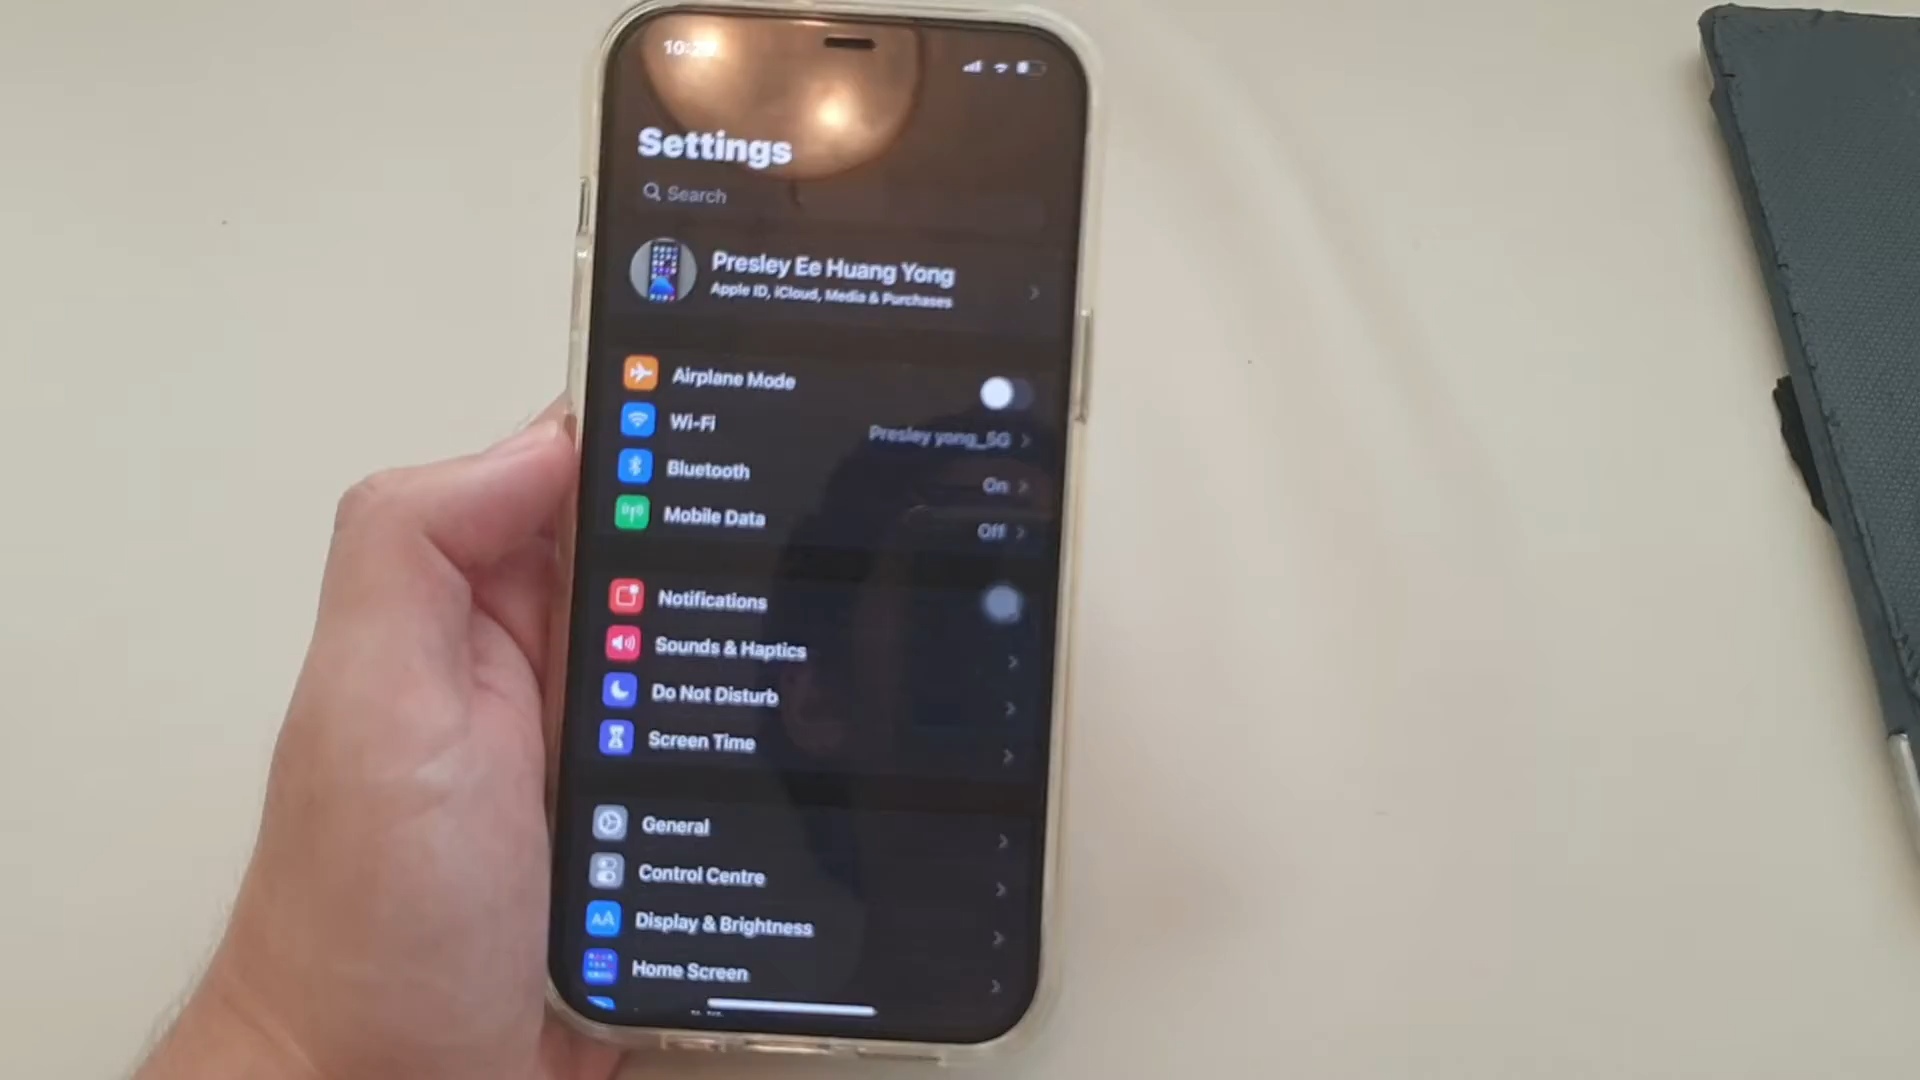 Settings
Search
Presley Ee Huang Yong
Apple ID, iCloud, Media & Purchases
Airplane Mode
Wi-Fi
Presley yong_5G
Bluetooth
On
Mobile Data
Off
Notifications
Sounds & Haptics
Do Not Disturb
Screen Time
General
Control Centre
AA
Display & Brightness
Home Screen